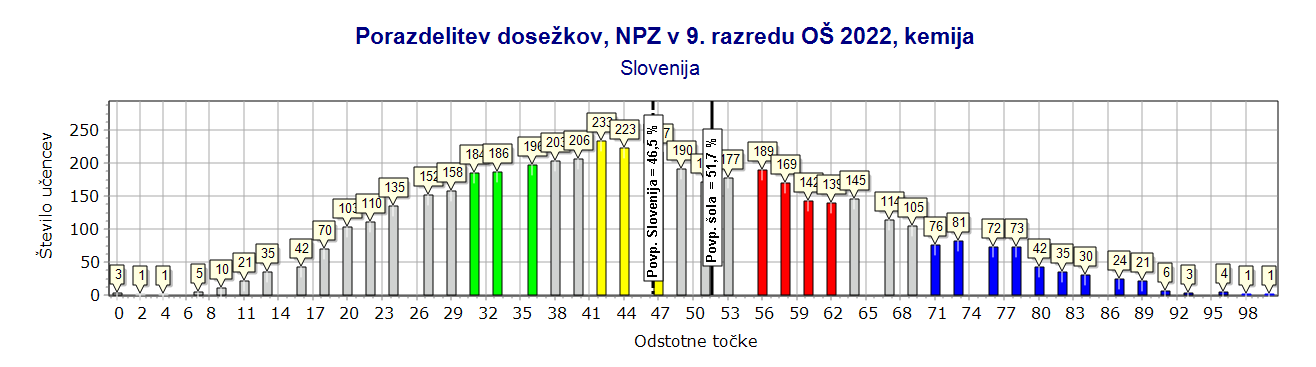 Porazdelitev dosežkov, NPZ v 9. razredu OŠ 2022, kemija
Slovenija
Število učencev
250
200
150
100
50
0
3 1 1 5 10 21 35 42 70 103 110 135 152 158 184 186 196 203 206 233 223 190 177 189 169 142 139 145 114 105 76 81 72 73 42 35 30 24 21 6 3 4 1 1
Povp. Slovenija = 46,5 %
Povp. šola = 51,7 %
0 2 4 6 8 11 14 17 20 23 26 29 32 35 38 41 44 47 50 53 56 59 62 65 68 71 74 77 80 83 86 89 92 95 98
Odstotne točke